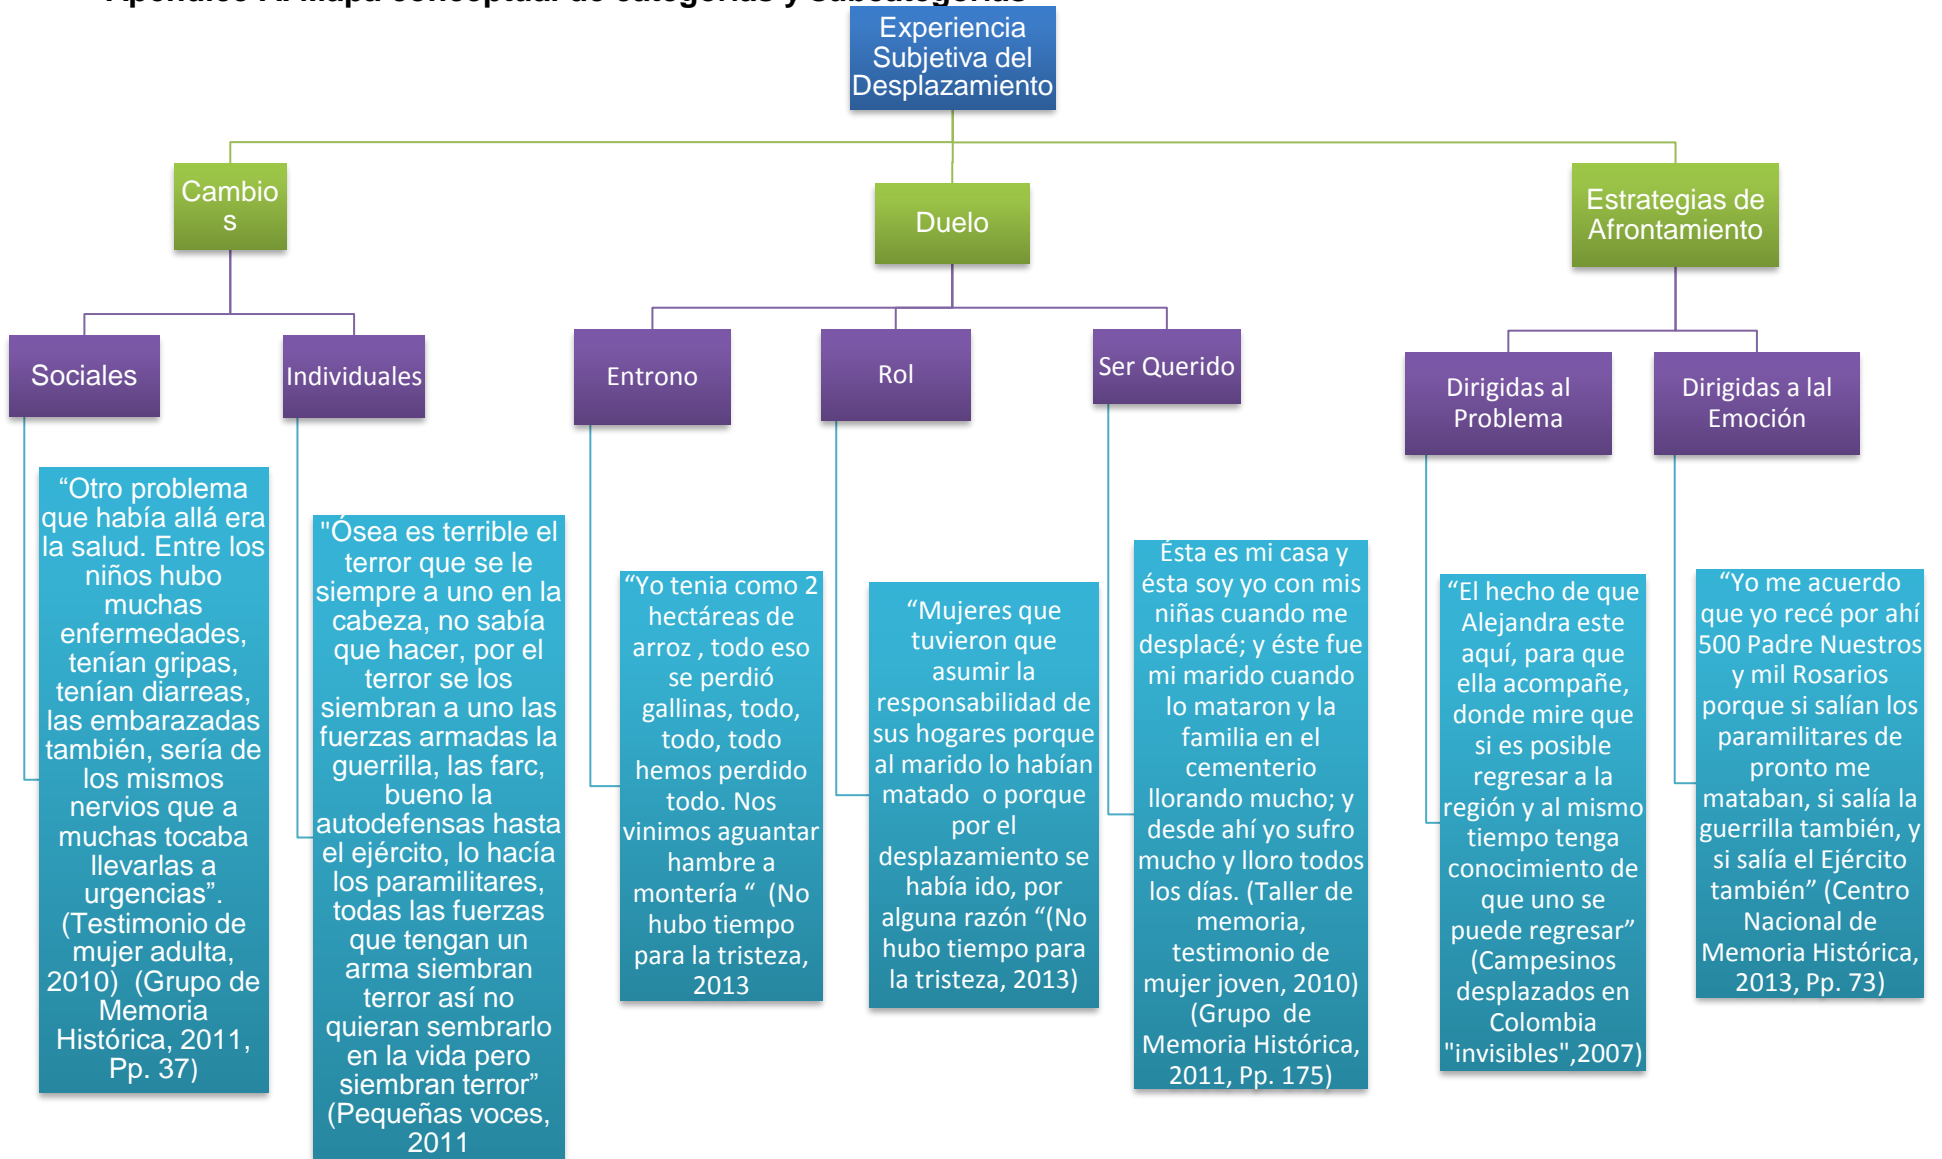 Apéndice A. Mapa conceptual de categorías y subcategorías
Experiencia
Subjetiva del
Desplazamiento
Cambio
s
Duelo
Estrategias de
Afrontamiento
Sociales
Individuales
Entrono
Rol
Ser Querido
Dirigidas al
Problema
Dirigidas a lal
Emoción
“Otro problema
que había allá era
la salud. Entre los
niños hubo
muchas
enfermedades,
tenían gripas,
tenían diarreas,
las embarazadas
también, sería de
los mismos
nervios que a
muchas tocaba
llevarlas a
urgencias”.
(Testimonio de
mujer adulta,
2010)  (Grupo de
Memoria
Histórica, 2011,
Pp. 37)
"Ósea es terrible el
terror que se le
siempre a uno en la
cabeza, no sabía
que hacer, por el
terror se los
siembran a uno las
fuerzas armadas la
guerrilla, las farc,
bueno la
autodefensas hasta
el ejército, lo hacía
los paramilitares,
todas las fuerzas
que tengan un
arma siembran
terror así no
quieran sembrarlo
en la vida pero
siembran terror”
(Pequeñas voces,
2011
“Yo tenia como 2
hectáreas de
arroz , todo eso
se perdió
gallinas, todo,
todo, todo
hemos perdido
todo. Nos
vinimos aguantar
hambre a
montería “  (No
hubo tiempo
para la tristeza,
2013
“Mujeres que
tuvieron que
asumir la
responsabilidad de
sus hogares porque
al marido lo habían
matado  o porque
por el
desplazamiento se
había ido, por
alguna razón “(No
hubo tiempo para
la tristeza, 2013)
Ésta es mi casa y
ésta soy yo con mis
niñas cuando me
desplacé; y éste fue
mi marido cuando
lo mataron y la
familia en el
cementerio
llorando mucho; y
desde ahí yo sufro
mucho y lloro todos
los días. (Taller de
memoria,
testimonio de
mujer joven, 2010)
(Grupo  de
Memoria Histórica,
2011, Pp. 175)
“El hecho de que
Alejandra este
aquí, para que
ella acompañe,
donde mire que
si es posible
regresar a la
región y al mismo
tiempo tenga
conocimiento de
que uno se
puede regresar”
(Campesinos
desplazados en
Colombia
"invisibles",2007)
“Yo me acuerdo
que yo recé por ahí
500 Padre Nuestros
y mil Rosarios
porque si salían los
paramilitares de
pronto me
mataban, si salía la
guerrilla también, y
si salía el Ejército
también” (Centro
Nacional de
Memoria Histórica,
2013, Pp. 73)